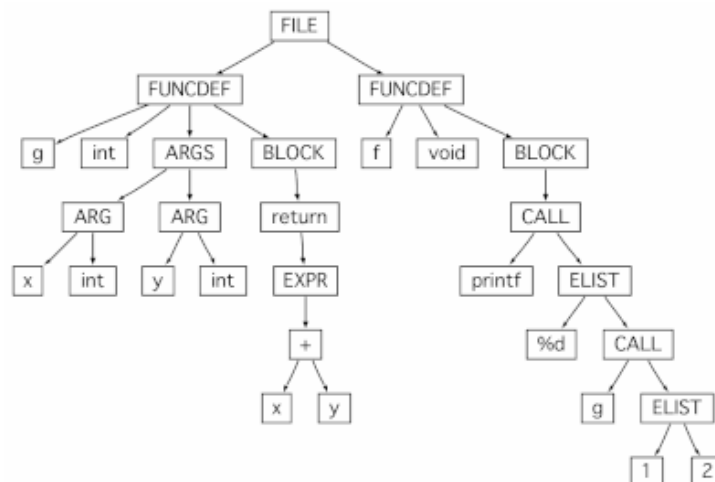 FILE
FUNCDEF FUNCDEF
g int ARGS BLOCK f void BLOCK
ARG ARG return CALL
x int y int EXPR printf ELIST
+ %d CALL
x y g ELIST
1 2